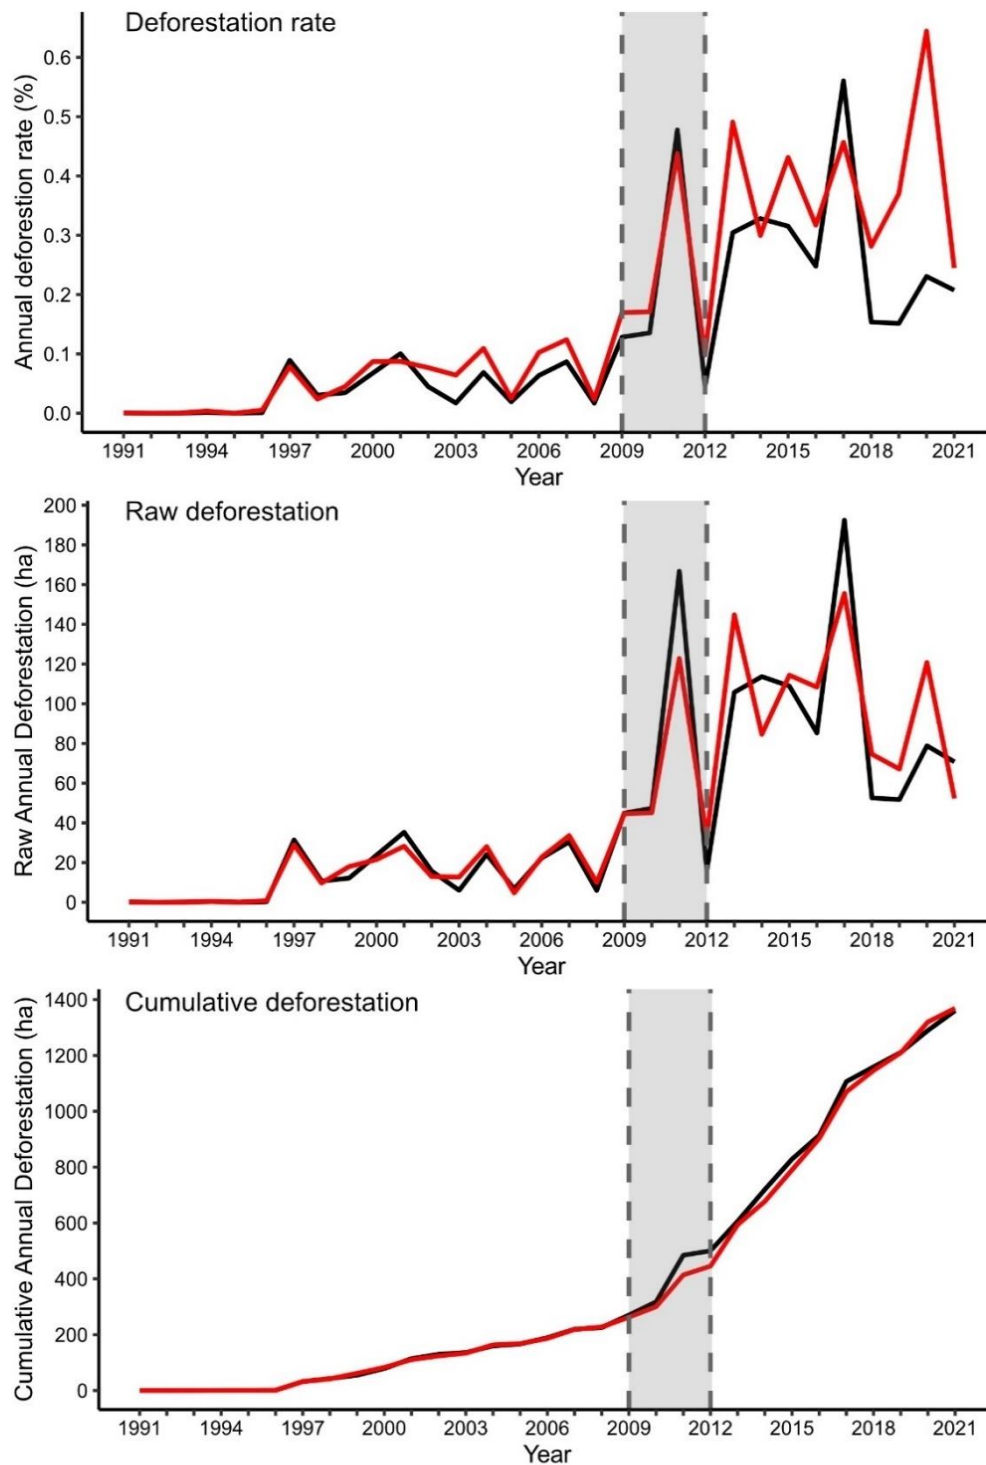 Deforestation rate
Annual deforestion rate (%)
0.6
0.5
0.4
0.3
0.2
0.1
0.0
1991 1994 1997 2000 2003 2006 2009 2012 2015 2018 2021
Year
Raw deforestation
Raw Annual Deforestation (ha)
200
180
160
140
120
100
80
60
40
20
0
1991 1994 1997 2000 2003 2006 2009 2012 2015 2018 2021
Year
Cumulative deforestation
Cumulative Annual Deforestation (ha)
1400
1200
1000
800
600
400
200
0
1991 1994 1997 2000 2003 2006 2009 2012 2015 2018 2021
Year